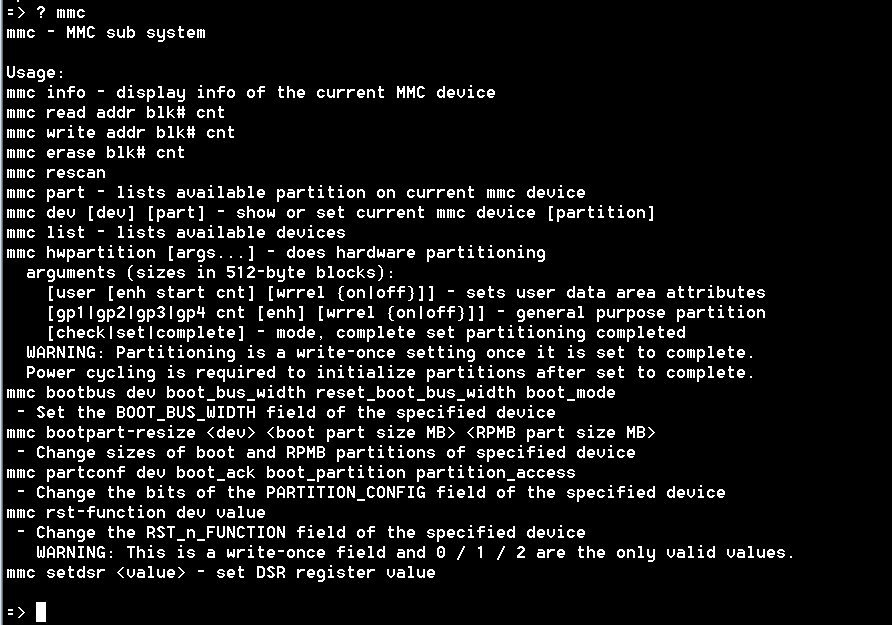 => ? mmc
mmc - MMC sub system
Usage:
mmc info - display info of the current MMC device
mmc read addr blk# cnt
mmc write addr blk# cnt
mmc erase blk# cnt
mmc rescan
mmc part - lists available partition on current mmc device
mmc dev [dev] [part] - show or set current mmc device [partition]
mmc list - lists available devices
mmc hwpartition [args...] - does hardware partitioning
  arguments (sizes in 512-byte blocks):
    [user [enh start cnt] [wrrel {on|off}]] - sets user data area attributes
    [gp1|gp2|gp3|gp4 cnt [enh] [wrrel {on|off}]] - general purpose partition
    [check|set|complete] - mode, complete set partitioning completed
  WARNING: Partitioning is a write-once setting once it is set to complete.
  Power cycling is required to initialize partitions after set to complete.
mmc bootbus dev boot_bus_width reset_boot_bus_width boot_mode
 - Set the BOOT_BUS_WIDTH field of the specified device
mmc bootpart-resize <dev> <boot part size MB> <RPMB part size MB>
 - Change sizes of boot and RPMB partitions of specified device
mmc partconf dev boot_ack boot_partition partition_access
 - Change the bits of the PARTITION_CONFIG field of the specified device
mmc rst-function dev value
 - Change the RST_n_FUNCTION field of the specified device
   WARNING: This is a write-once field and 0 / 1 / 2 are the only valid values.
mmc setdsr <value> - set DSR register value
=>